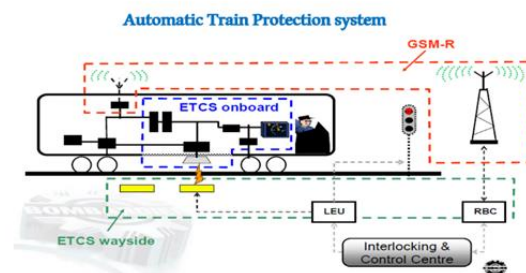 Automatic Train Protection system
GSM-R
ETCS onboard
LEU
RBC
ETCS wayside
Interlocking &
Control Centre